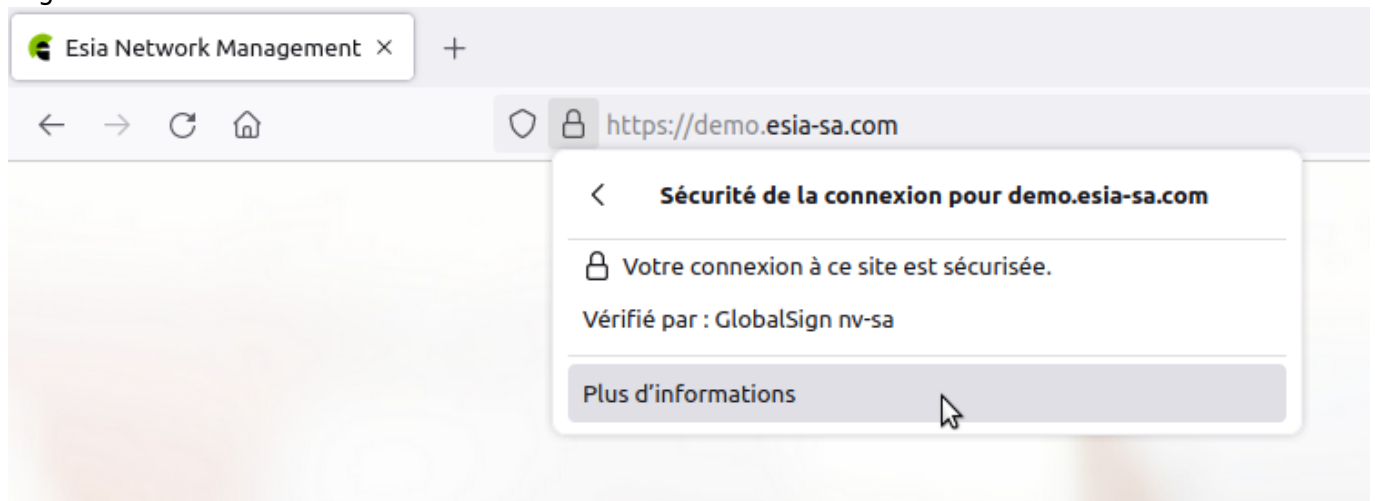 Esia Network Management
https://demo.esia-sa.com
Sécurité de la connexion pour demo.esia-sa.com
Votre connexion à ce site est sécurisée.
Vérifié par : GlobalSign nv-sa
Plus d’informations